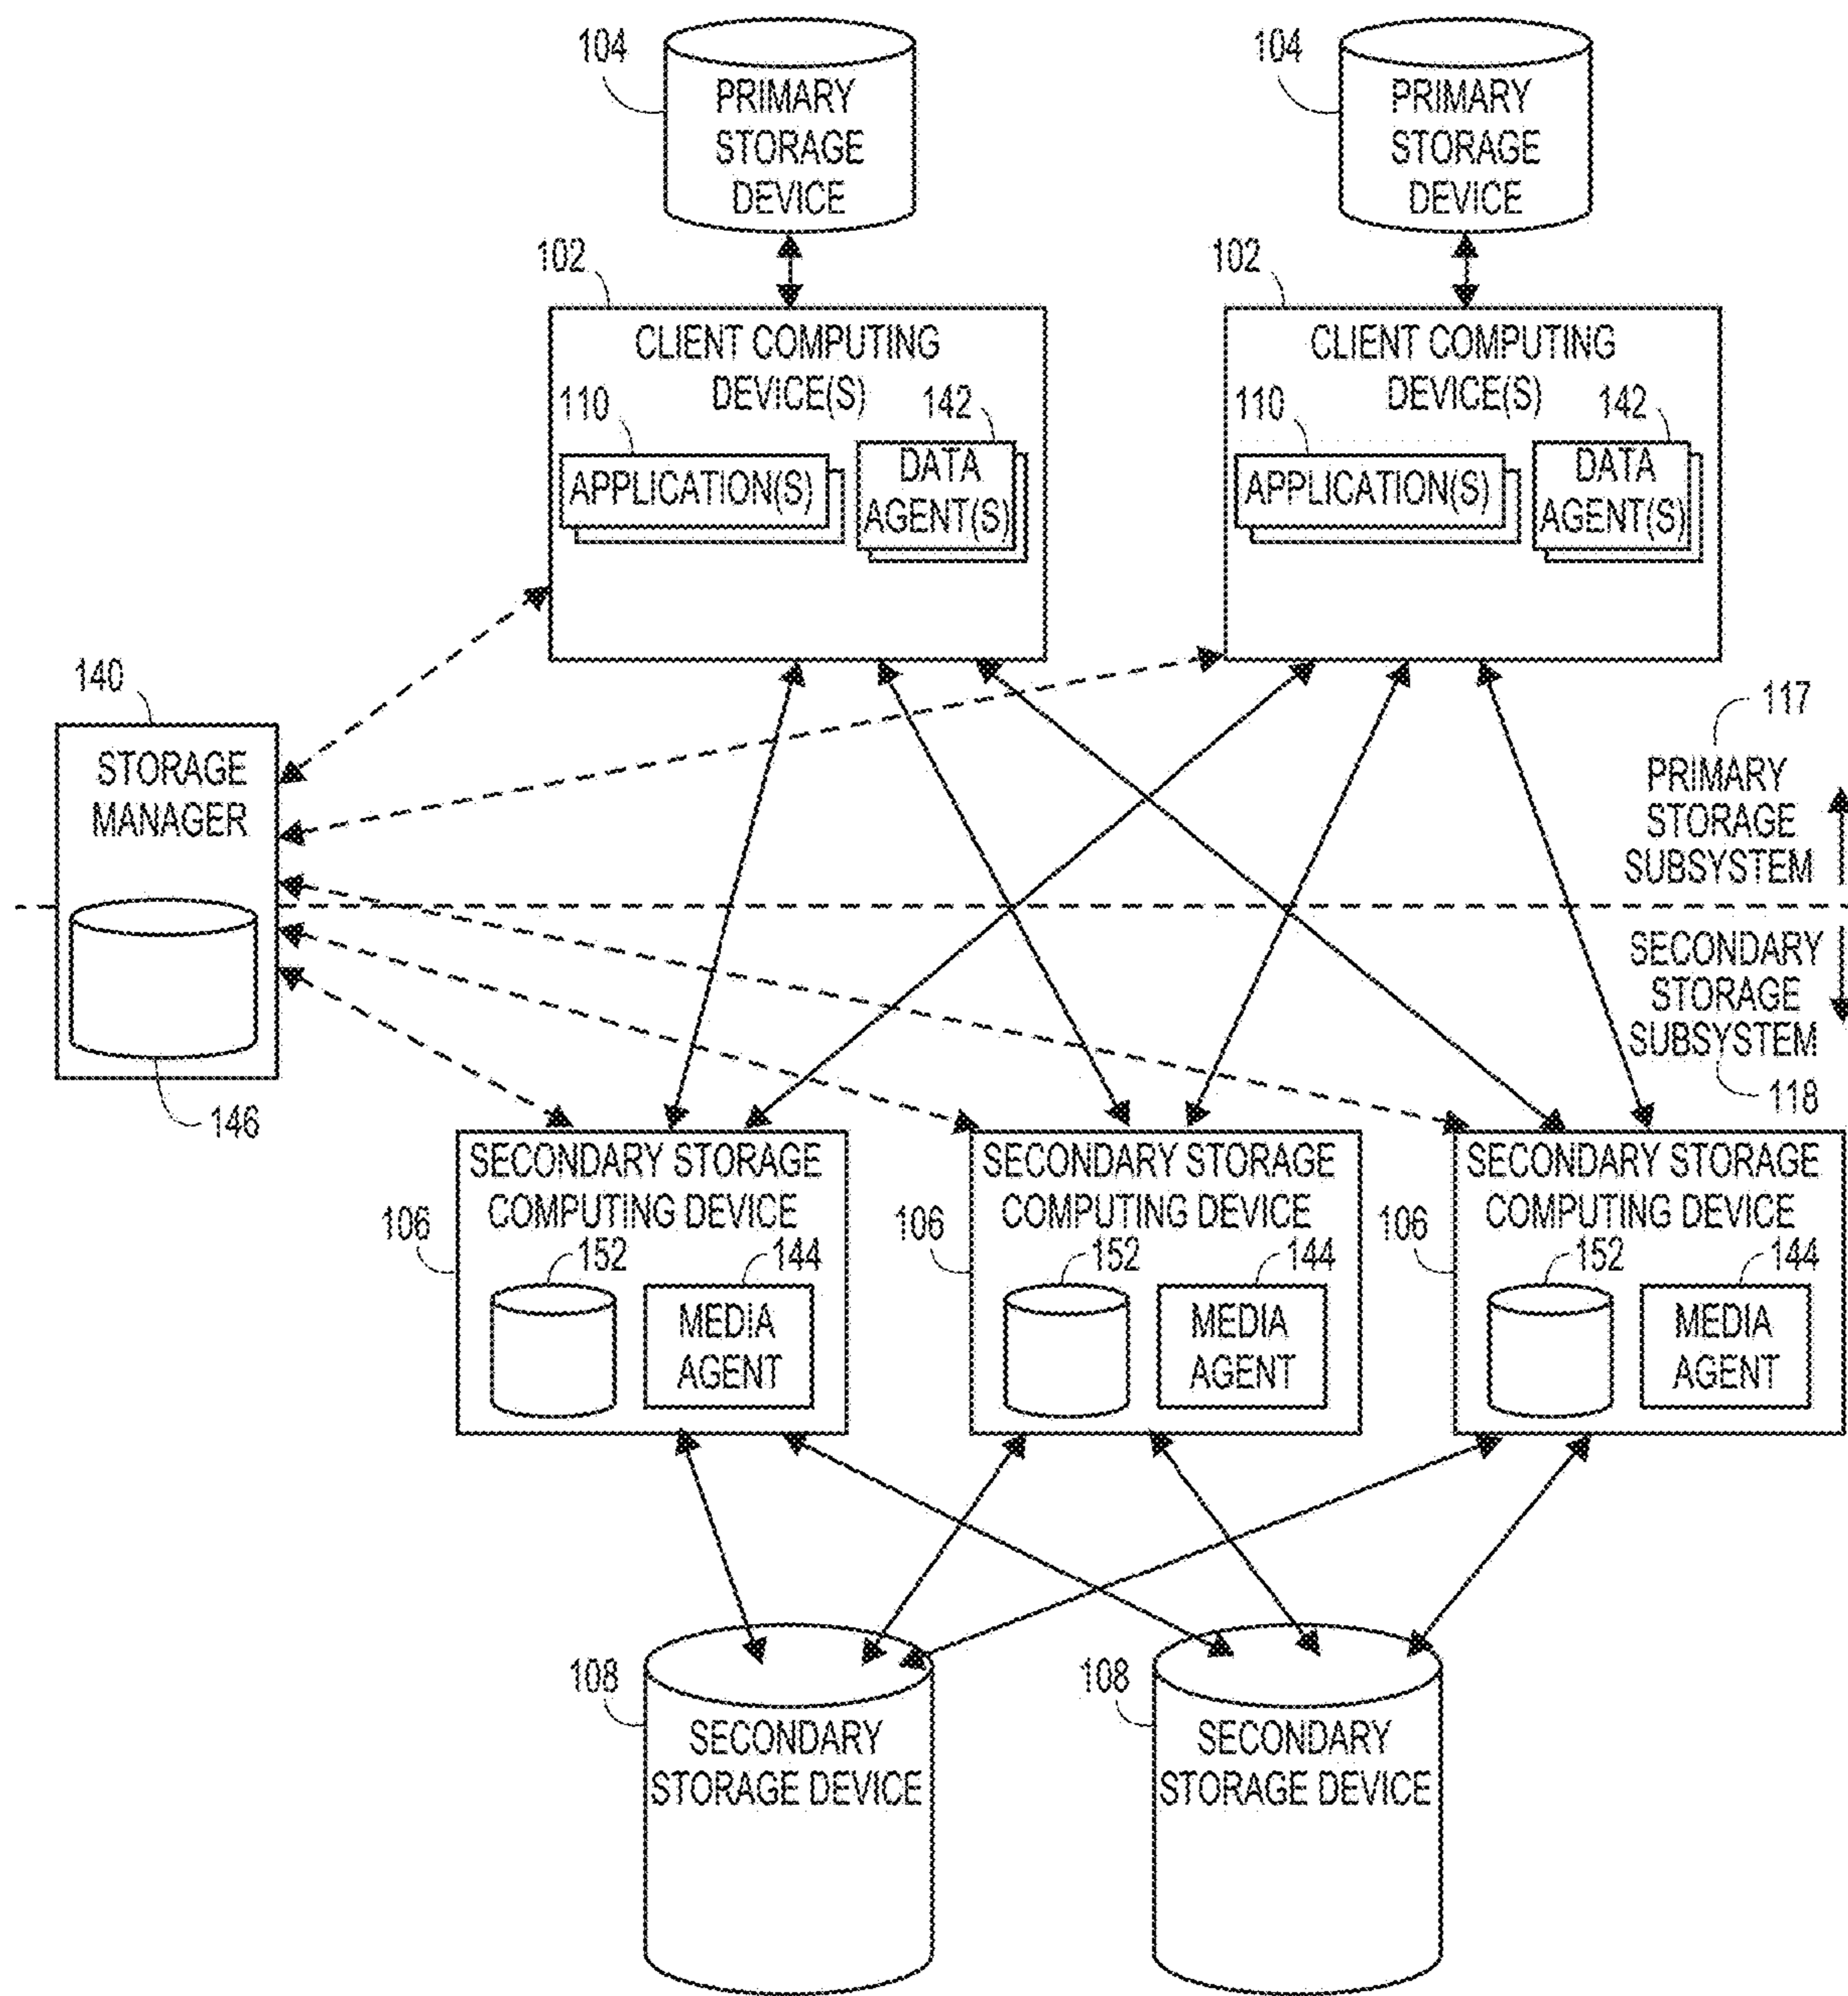 104
PRIMARY
STORAGE
DEVICE
104
PRIMARY
STORAGE
DEVICE
102
CLIENT COMPUTING
DEVICE(S)
110
142
APPLICATION(S)
DATA
AGENT(S)
102
CLIENT COMPUTING
DEVICE(S)
110
142
APPLICATION(S)
DATA
AGENT(S)
140
STORAGE
MANAGER
146
117
PRIMARY
STORAGE
SUBSYSTEM
SECONDARY
STORAGE
SUBSYSTEM
118
SECONDARY STORAGE
COMPUTING DEVICE
106
152
144
MEDIA
AGENT
SECONDARY STORAGE
COMPUTING DEVICE
106
152
144
MEDIA
AGENT
SECONDARY STORAGE
COMPUTING DEVICE
106
152
144
MEDIA
AGENT
108
SECONDARY
STORAGE DEVICE
108
SECONDARY
STORAGE DEVICE